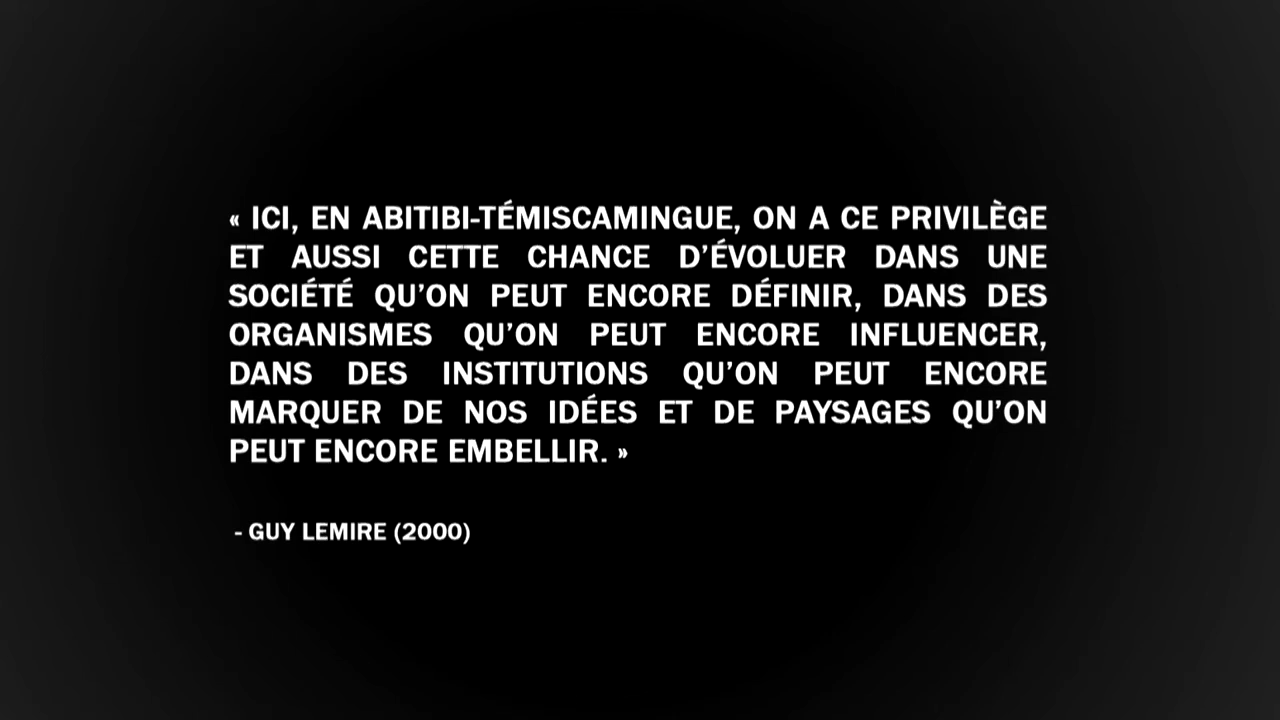 « ICI, EN ABITIBI-TÉMISCAMINGUE, ON A CE PRIVILÈGE
ET AUSSI CETTE CHANCE D’ÉVOLUER DANS UNE
SOCIÉTÉ QU’ON PEUT ENCORE DÉFINIR, DANS DES
ORGANISMES QU’ON PEUT ENCORE INFLUENCER,
DANS DES INSTITUTIONS QU’ON PEUT ENCORE
MARQUER DE NOS IDÉES ET DE PAYSAGES QU’ON
PEUT ENCORE EMBELLIR. »
- GUY LEMIRE (2000)